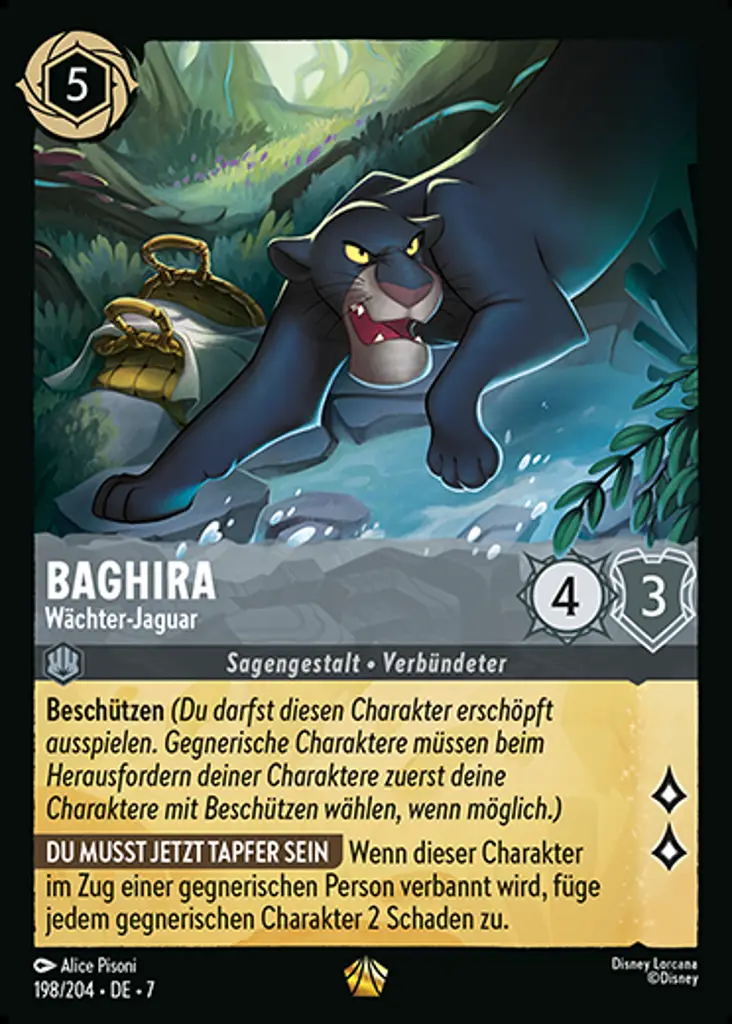 5
BAGHIRA
Wächter-Jaguar
4
3
Sagengestalt • Verbündeter
Beschützen (Du darfst diesen Charakter erschöpft
ausspielen. Gegnerische Charaktere müssen beim
Herausfordern deiner Charaktere zuerst deine
Charaktere mit Beschützen wählen, wenn möglich.)
DU MUSST JETZT TAPFER SEIN Wenn dieser Charakter
im Zug einer gegnerischen Person verbannt wird, füge
jedem gegnerischen Charakter 2 Schaden zu.
Alice Pisoni
198/204 • DE • 7
Disney Lorcana
©Disney